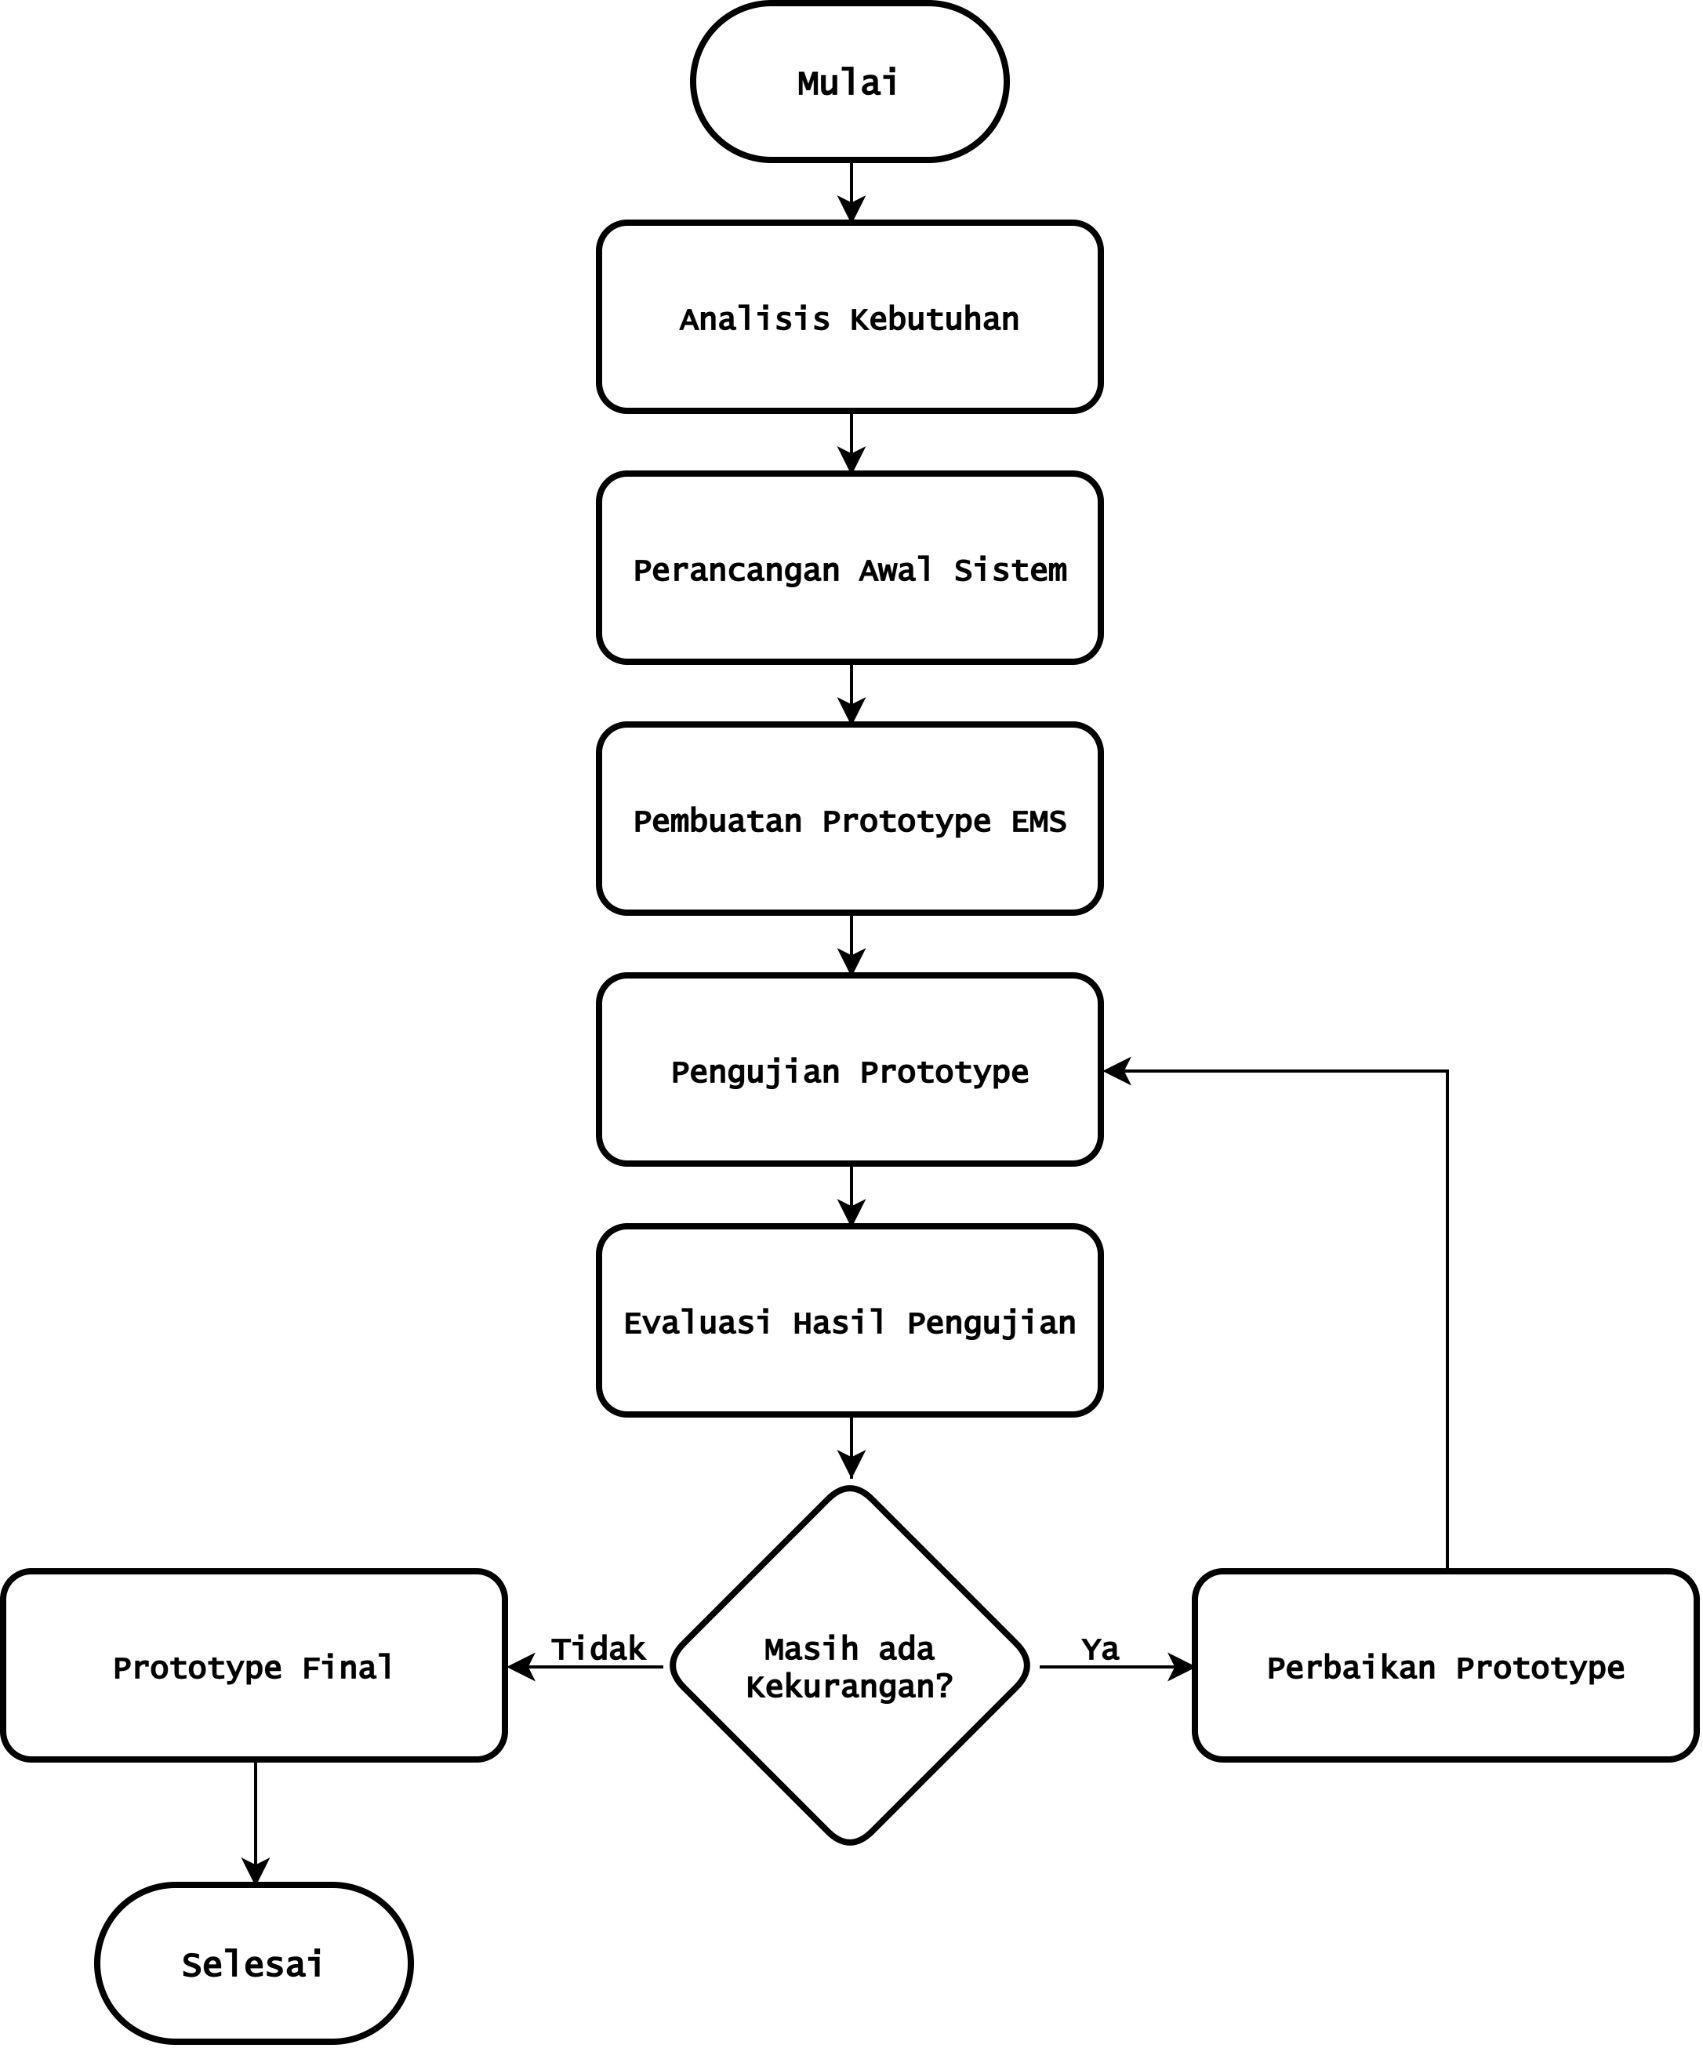 Mulai
Analisis Kebutuhan
Perancangan Awal Sistem
Pembuatan Prototype EMS
Pengujian Prototype
Evaluasi Hasil Pengujian
Masih ada
Kekurangan?
Tidak
Ya
Prototype Final
Perbaikan Prototype
Selesai